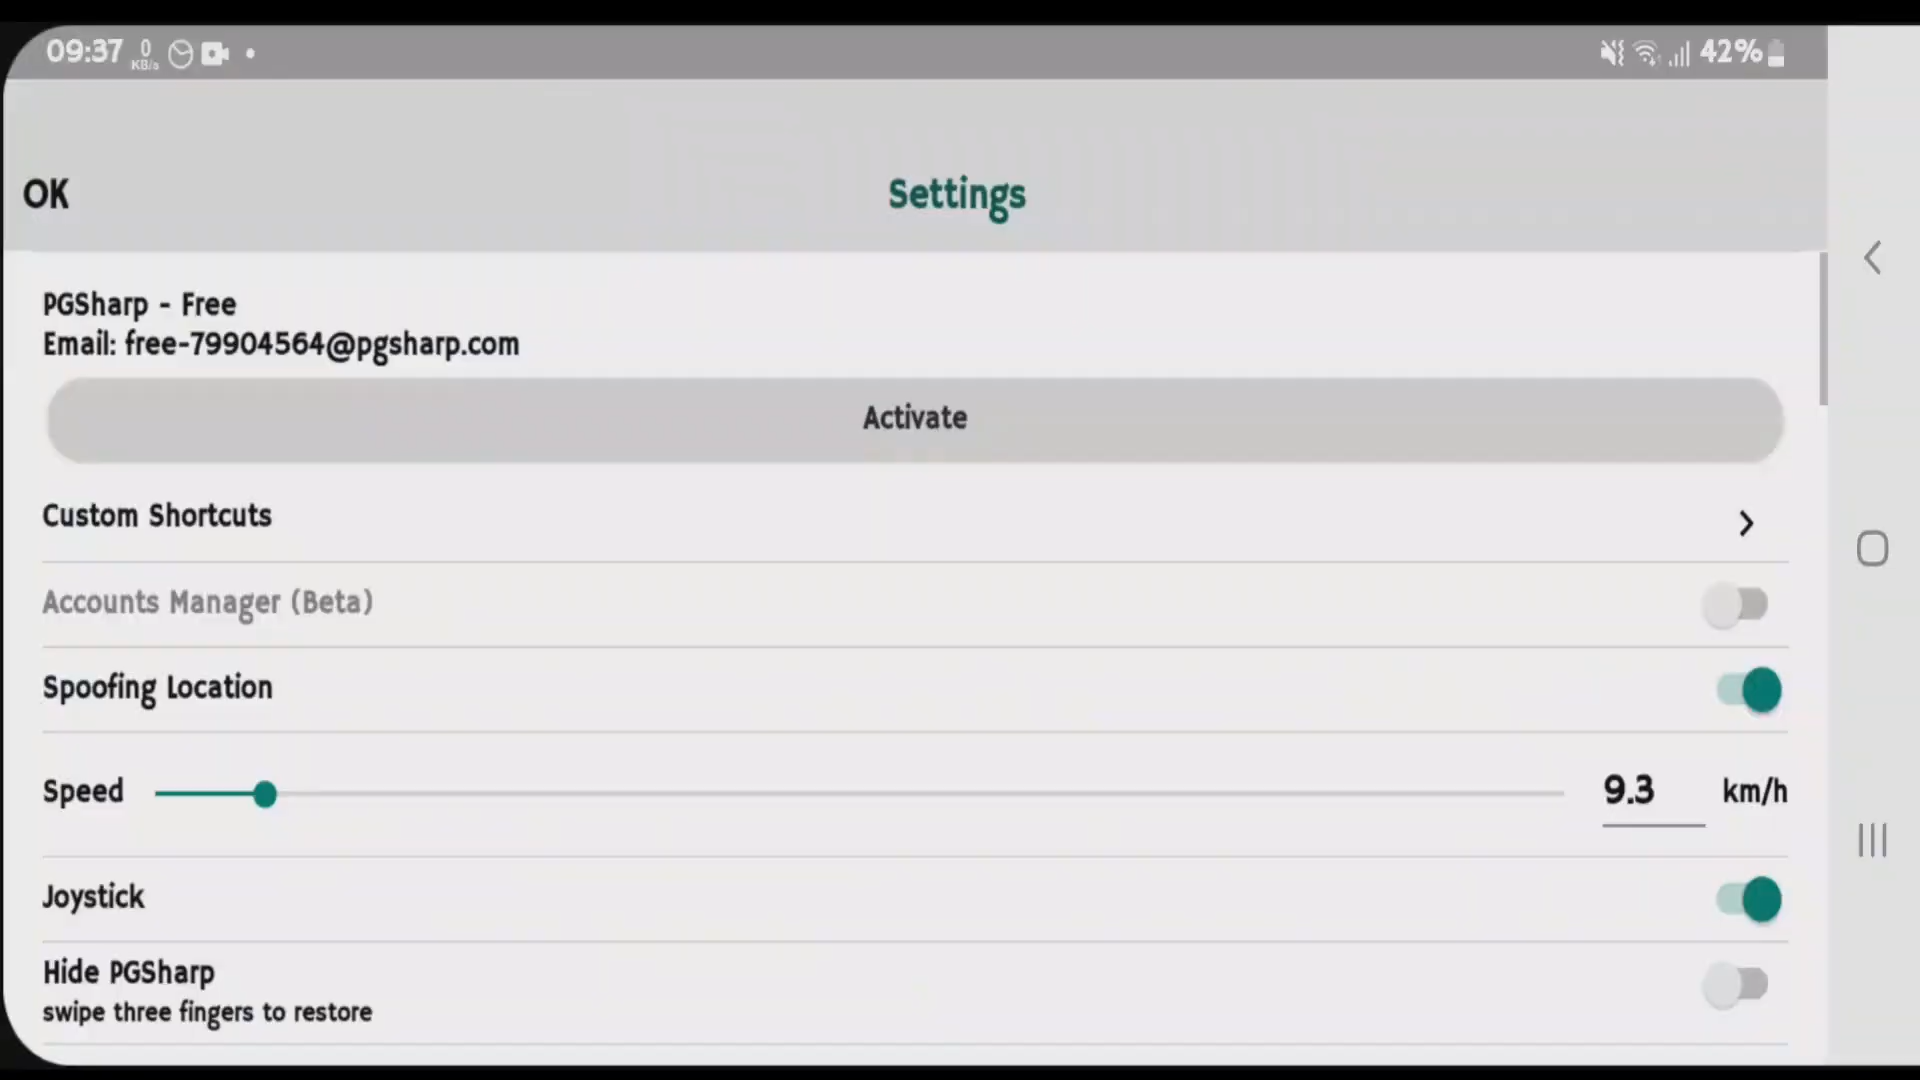 09:37 0 KB/s 42%
OK Settings
PGSharp - Free
Email: free-79904564@pgsharp.com
Activate
Custom Shortcuts
Accounts Manager (Beta)
Spoofing Location
Speed 9.3 km/h
Joystick
Hide PGSharp
swipe three fingers to restore